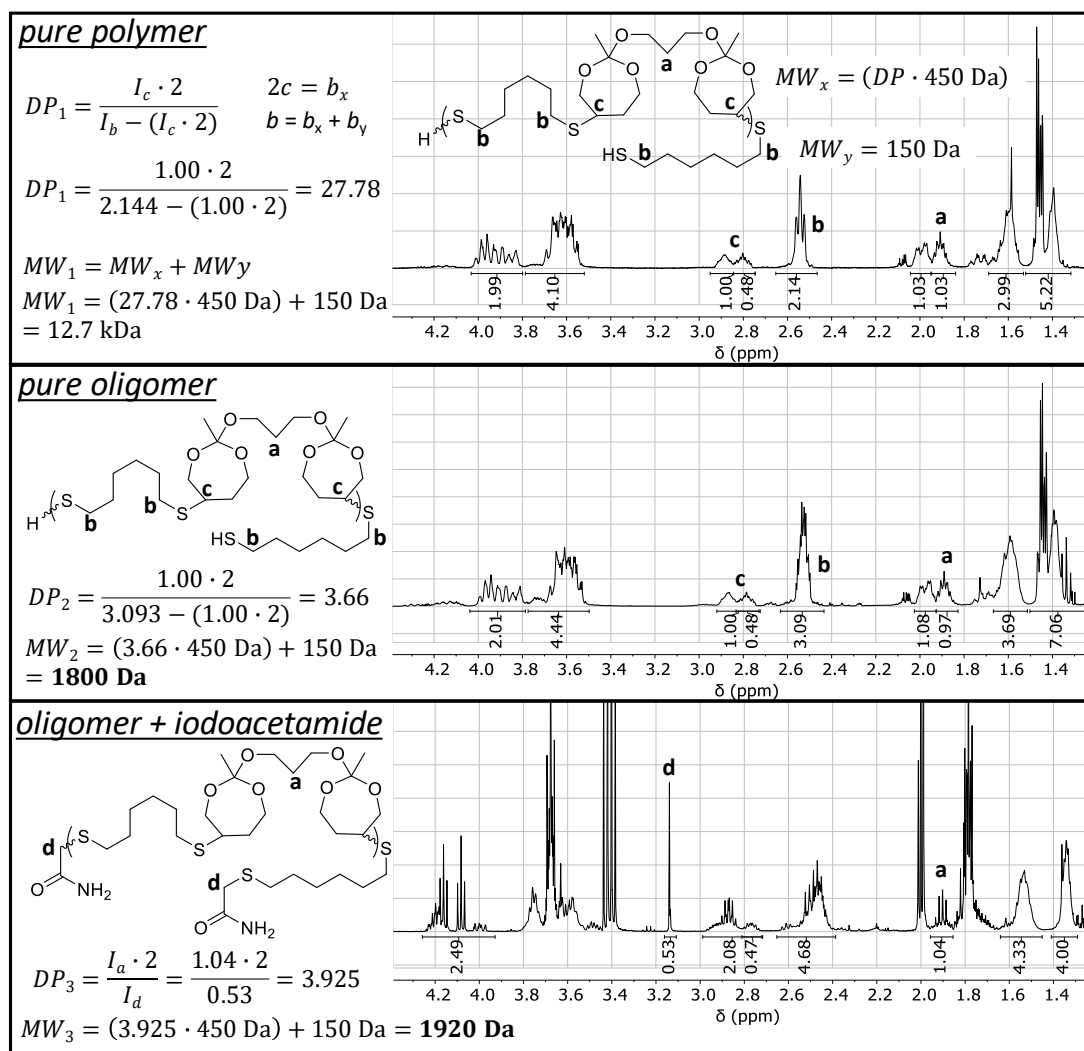 pure polymer
DP₁ = I_c · 2 / I_b − (I_c · 2)
2c = b_x
b = b_x + b_y
DP₁ = 1.00 · 2 / 2.144 − (1.00 · 2) = 27.78
MW₁ = MW_x + MWy
MW₁ = (27.78 · 450 Da) + 150 Da
= 12.7 kDa
O O
a
O O O O
c c
H S b b S S
HS b b
MW_x = (DP · 450 Da)
MW_y = 150 Da
c b a
1.99 4.10 1.00 0.48 2.14 1.03 1.03 2.99 5.22
4.2 4.0 3.8 3.6 3.4 3.2 3.0 2.8 2.6 2.4 2.2 2.0 1.8 1.6 1.4
δ (ppm)
pure oligomer
O O
a
O O O O
c c
H S b b S S
HS b b
DP₂ = 1.00 · 2 / 3.093 − (1.00 · 2) = 3.66
MW₂ = (3.66 · 450 Da) + 150 Da
= 1800 Da
c b a
2.01 4.44 1.00 0.48 3.09 1.08 0.97 3.69 7.06
4.2 4.0 3.8 3.6 3.4 3.2 3.0 2.8 2.6 2.4 2.2 2.0 1.8 1.6 1.4
δ (ppm)
oligomer + iodoacetamide
O O
a
O O O O
d S S S
O NH₂
d S
O NH₂
DP₃ = I_a · 2 / I_d = 1.04 · 2 / 0.53 = 3.925
MW₃ = (3.925 · 450 Da) + 150 Da = 1920 Da
d a
2.49 0.53 2.08 0.47 4.68 1.04 4.33 4.00
4.2 4.0 3.8 3.6 3.4 3.2 3.0 2.8 2.6 2.4 2.2 2.0 1.8 1.6 1.4
δ (ppm)